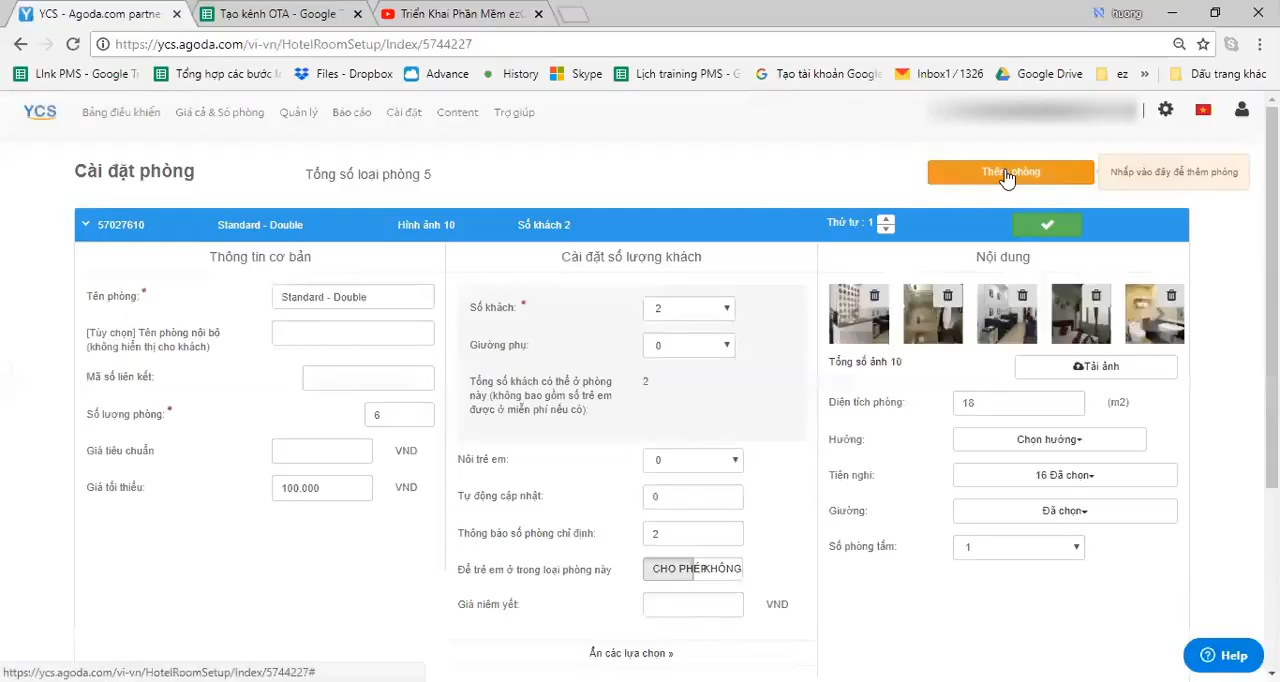 YCS - Agoda.com partne
Tạo kênh OTA - Google
Triển Khai Phần Mềm ez
huong
https://ycs.agoda.com/vi-vn/HotelRoomSetup/Index/5744227
LInk PMS - Google T
Tổng hợp các bước l
Files - Dropbox
Advance
History
Skype
Lịch training PMS - G
Tạo tài khoản Google
Inbox1/1326
Google Drive
ez
»
Dấu trang khác
YCS
Bảng điều khiển
Giá cả & Số phòng
Quản lý
Báo cáo
Cài đặt
Content
Trợ giúp
Cài đặt phòng
Tổng số loại phòng 5
Thêm phòng
Nhấp vào đây để thêm phòng
57027610
Standard - Double
Hình ảnh 10
Số khách 2
Thứ tự : 1
Thông tin cơ bản
Cài đặt số lượng khách
Nội dung
Tên phòng: *
Standard - Double
[Tùy chọn] Tên phòng nội bộ
(không hiển thị cho khách)
Mã số liên kết:
Số lượng phòng: *
6
Giá tiêu chuẩn
VND
Giá tối thiểu:
100.000
VND
Số khách: *
2
Giường phụ:
0
Tổng số khách có thể ở phòng
này (không bao gồm số trẻ em
được ở miễn phí nếu có):
2
Nôi trẻ em:
0
Tự động cập nhật:
0
Thông báo số phòng chỉ định:
2
Để trẻ em ở trong loại phòng này
CHO PHÉP
KHÔNG
Giá niêm yết:
VND
Ẩn các lựa chọn »
Tổng số ảnh 10
Tải ảnh
Diện tích phòng:
18
(m2)
Hướng:
Chọn hướng
Tiện nghi:
16 Đã chọn
Giường:
Đã chọn
Số phòng tắm:
1
Help
https://ycs.agoda.com/vi-vn/HotelRoomSetup/Index/5744227#